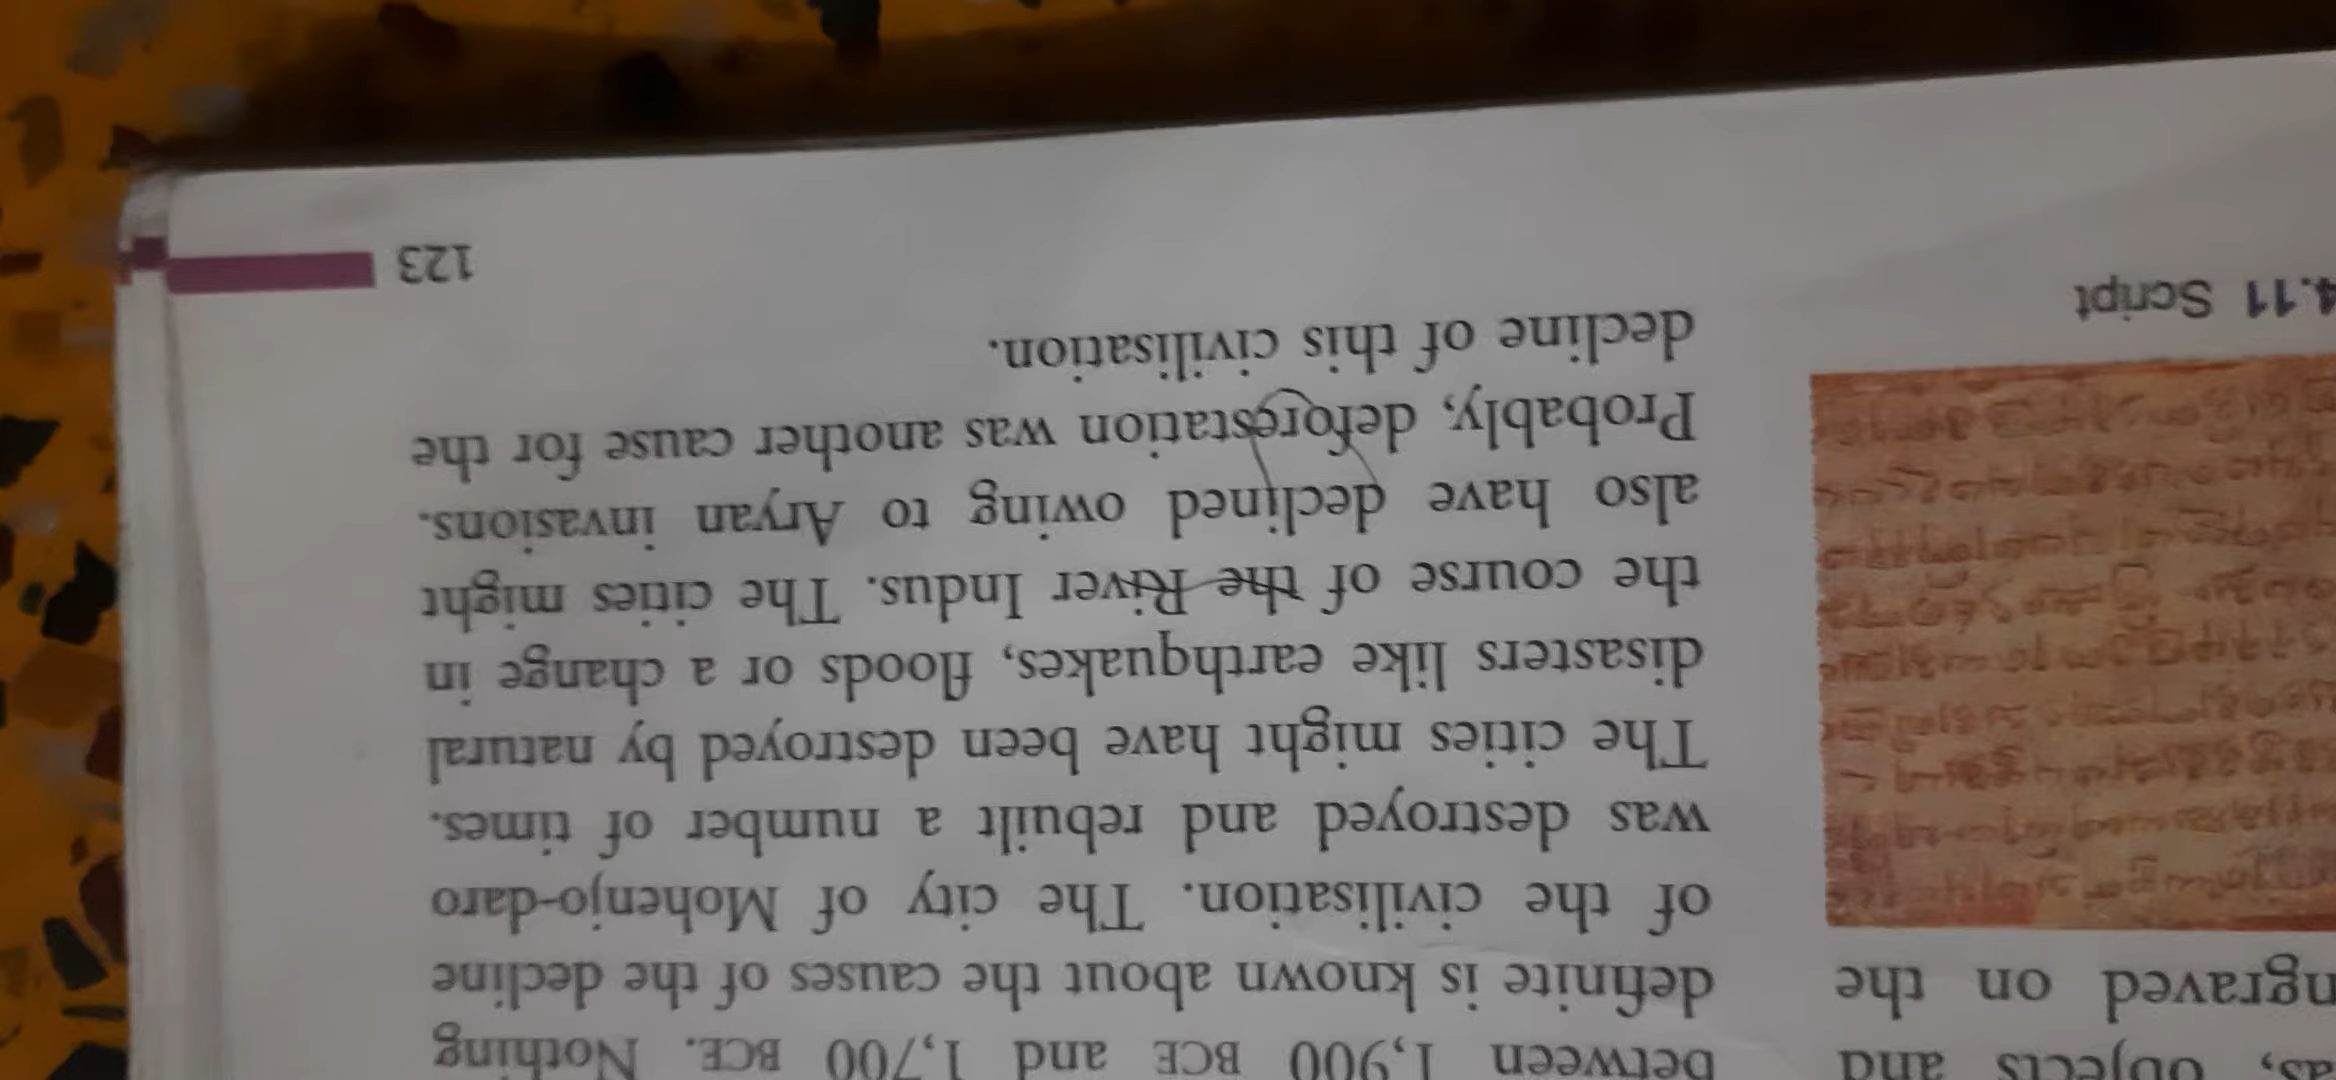 as, objects and
ngraved on the
4.11 Script
between 1,900 BCE and 1,700 BCE. Nothing
definite is known about the causes of the decline
of the civilisation. The city of Mohenjo-daro
was destroyed and rebuilt a number of times.
The cities might have been destroyed by natural
disasters like earthquakes, floods or a change in
the course of the River Indus. The cities might
also have declined owing to Aryan invasions.
Probably, deforestation was another cause for the
decline of this civilisation.
123